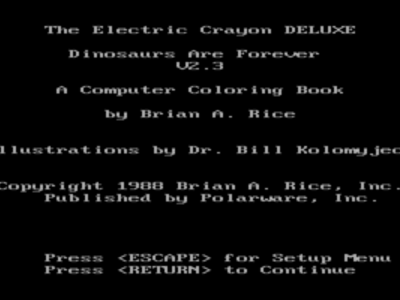 The Electric Crayon DELUXE
Dinosaurs Are Forever
V2.3
A Computer Coloring Book
by Brian A. Rice
llustrations by Dr. Bill Kolomyjec
Copyright 1988 Brian A. Rice, Inc.
Published by Polarware, Inc.
Press <ESCAPE> for Setup Menu
Press <RETURN> to Continue